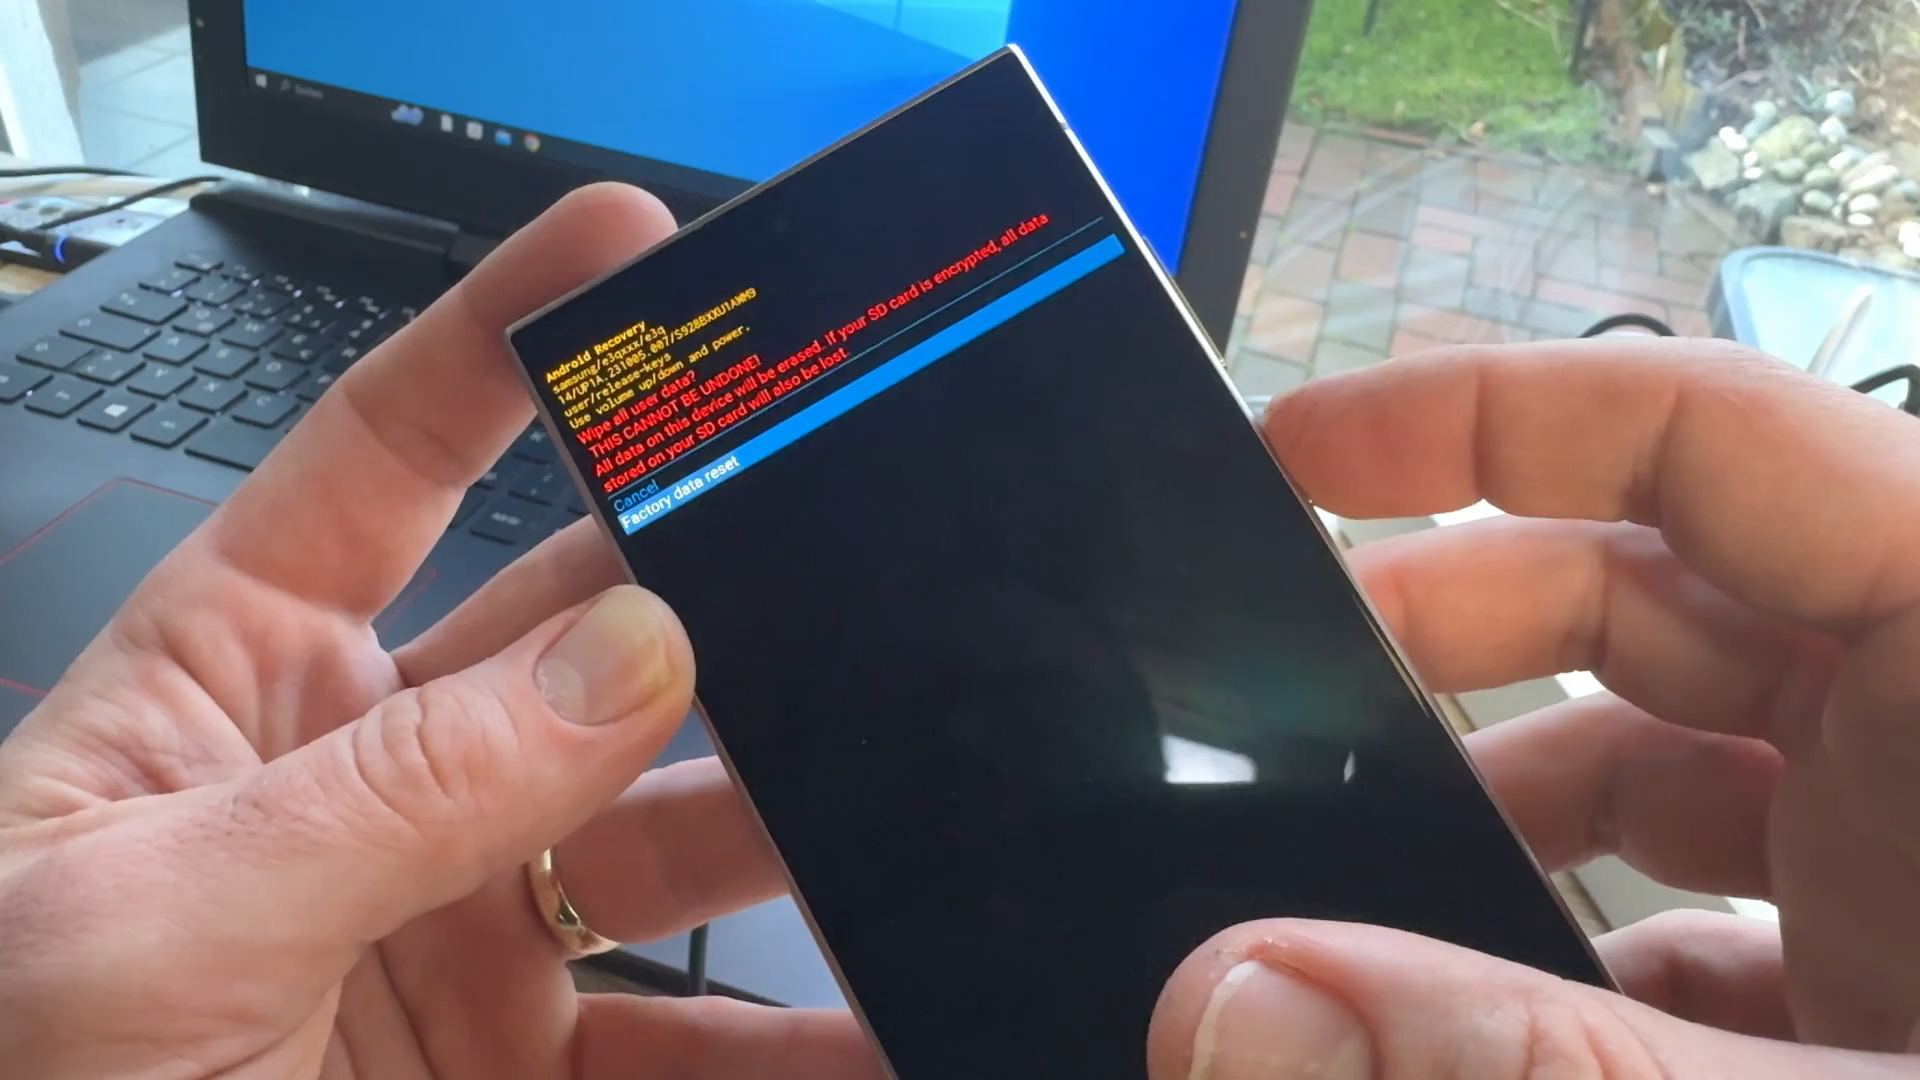 Android Recovery
samsung/e3qxxx/e3q
14/UP1A.231005.007/S928BXXU1AWM9
user/release-keys
Use volume up/down and power.
Wipe all user data?
THIS CANNOT BE UNDONE!
All data on this device will be erased. If your SD card is encrypted, all data
stored on your SD card will also be lost.
Cancel
Factory data reset